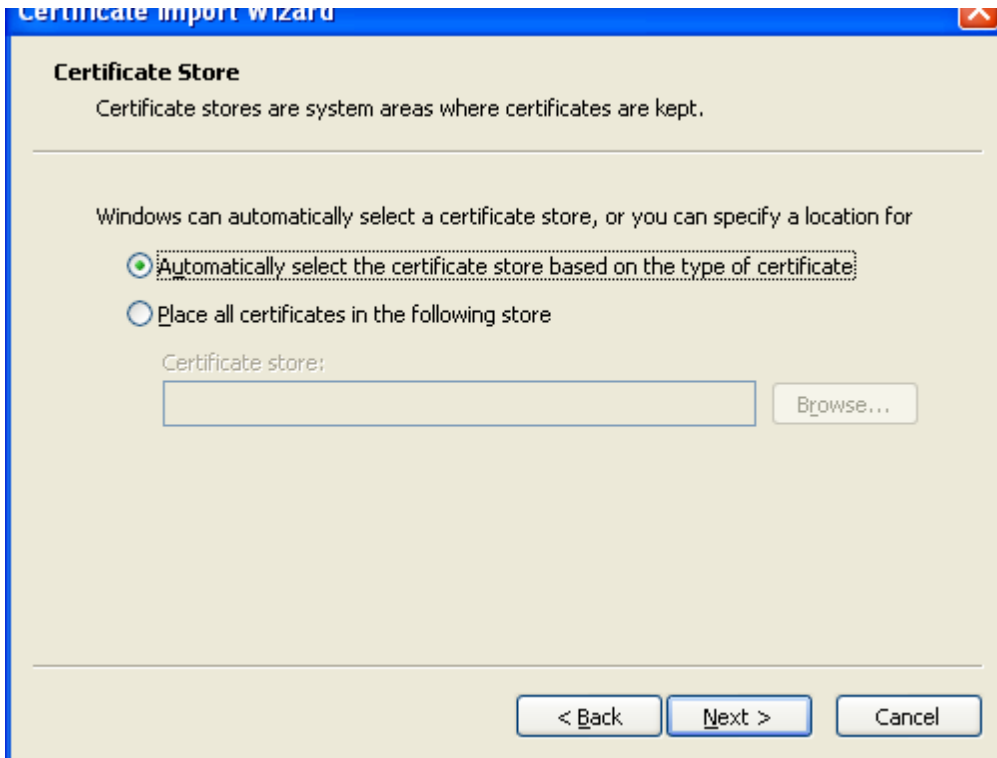 Certificate Import Wizard
Certificate Store
Certificate stores are system areas where certificates are kept.
Windows can automatically select a certificate store, or you can specify a location for
Automatically select the certificate store based on the type of certificate
Place all certificates in the following store
Certificate store:
Browse...
< Back Next > Cancel